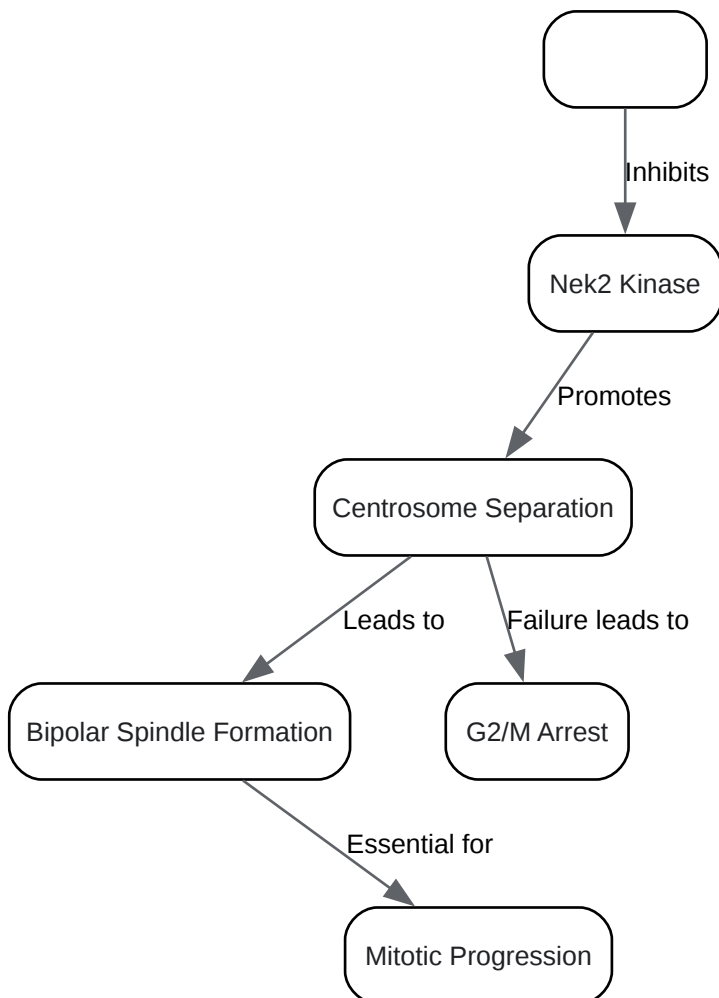 Inhibits
Nek2 Kinase
Promotes
Centrosome Separation
Leads to
Failure leads to
Bipolar Spindle Formation
G2/M Arrest
Essential for
Mitotic Progression